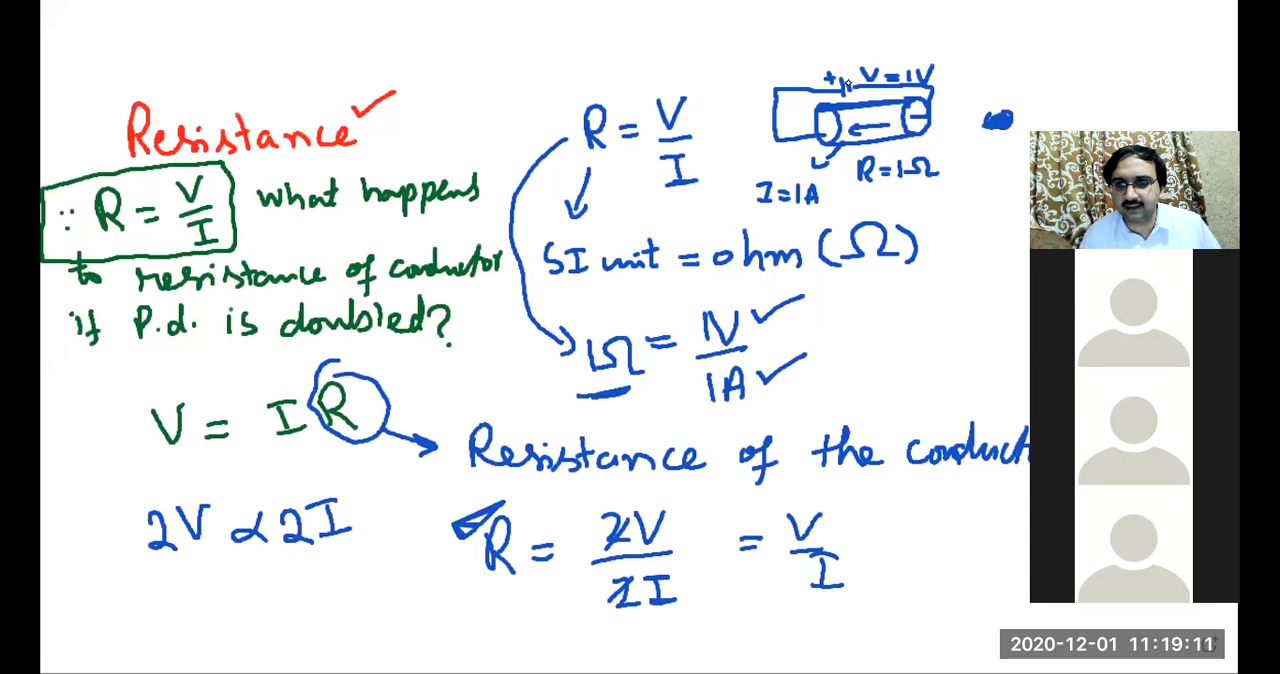 Resistance
∵ R = V/I what happens
to resistance of conductor
if P.d. is doubled?
V = IR
2V ∝ 2I
R = V/I
+ V = 1V
R = 1Ω
I = 1A
SI unit = ohm (Ω)
1Ω = 1V/1A
Resistance of the conduct
R = 2V/2I = V/I
2020-12-01 11:19:11